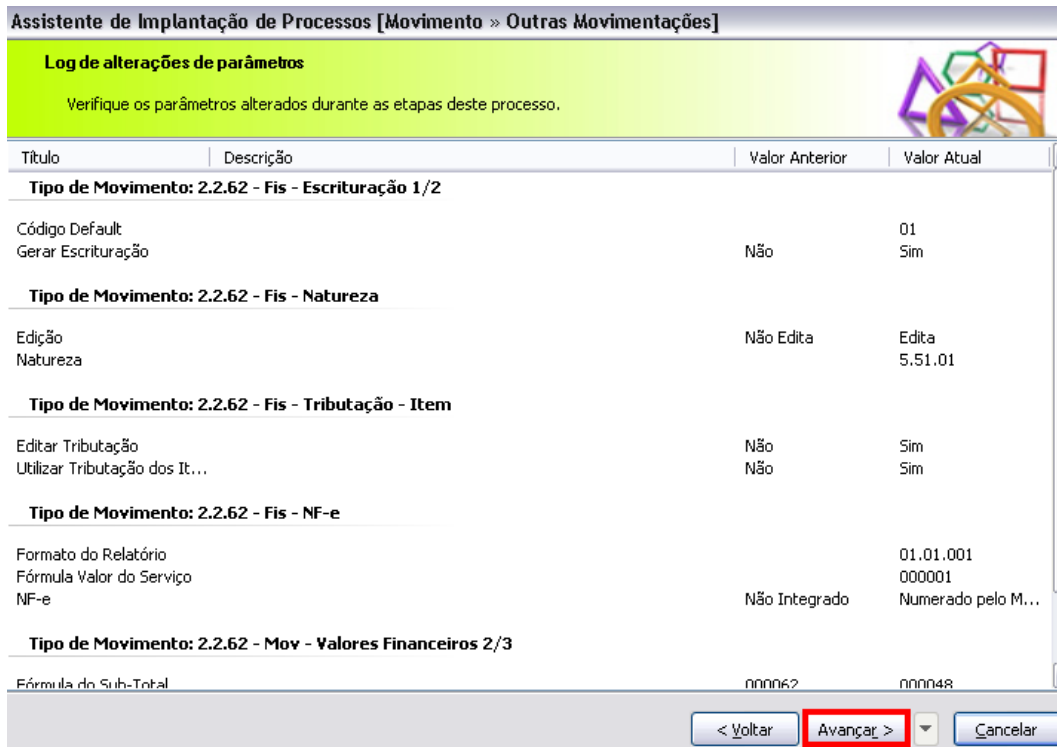 Assistente de Implantação de Processos [Movimento » Outras Movimentações]
Log de alterações de parâmetros
Verifique os parâmetros alterados durante as etapas deste processo.
Título Descrição Valor Anterior Valor Atual
Tipo de Movimento: 2.2.62 - Fis - Escrituração 1/2
Código Default 01
Gerar Escrituração Não Sim
Tipo de Movimento: 2.2.62 - Fis - Natureza
Edição Não Edita Edita
Natureza 5.51.01
Tipo de Movimento: 2.2.62 - Fis - Tributação - Item
Editar Tributação Não Sim
Utilizar Tributação dos It... Não Sim
Tipo de Movimento: 2.2.62 - Fis - NF-e
Formato do Relatório 01.01.001
Fórmula Valor do Serviço 000001
NF-e Não Integrado Numerado pelo M...
Tipo de Movimento: 2.2.62 - Mov - Valores Financeiros 2/3
Fórmula do Sub-Total 000062 000048
< Voltar Avançar > Cancelar